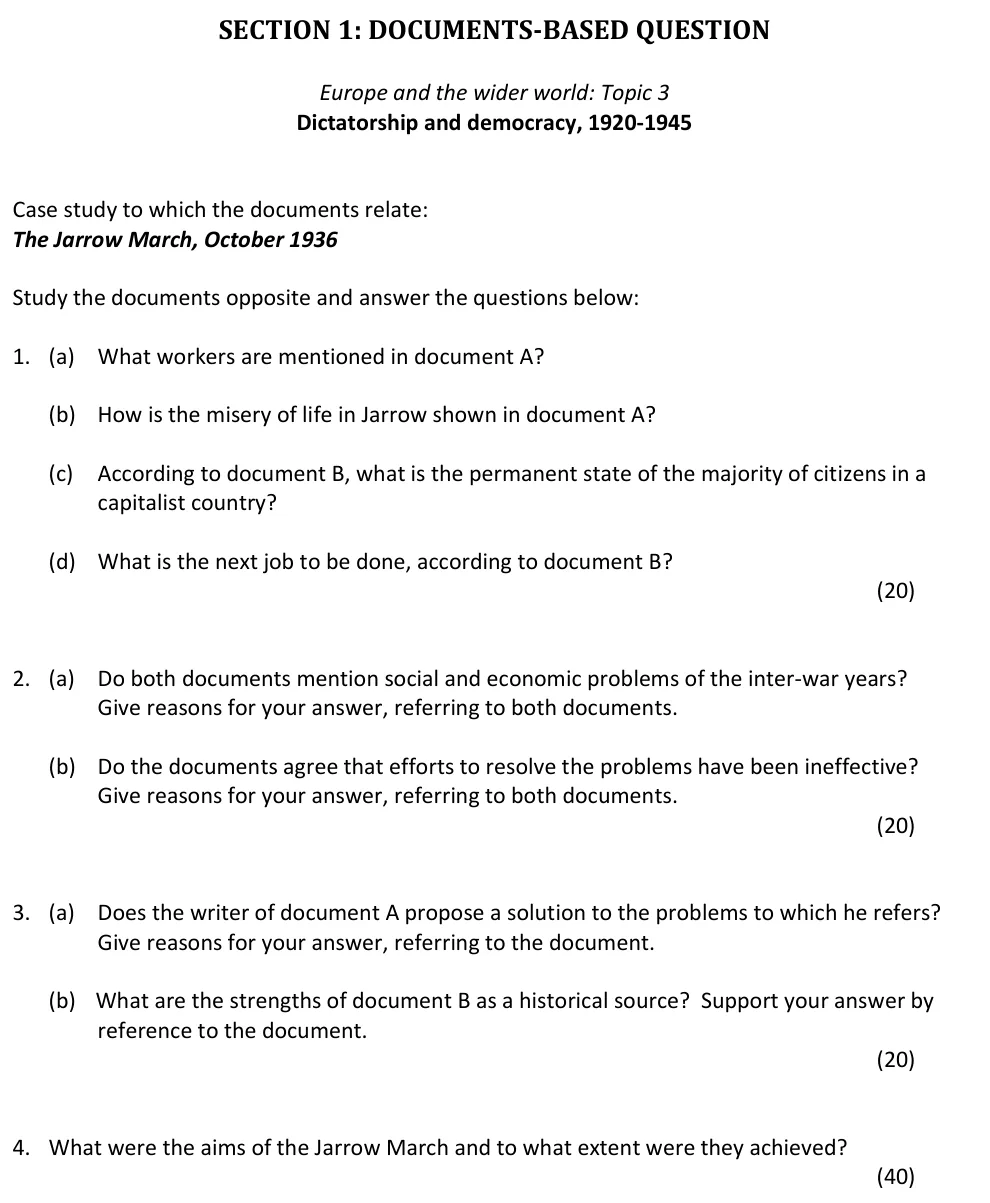 SECTION 1: DOCUMENTS-BASED QUESTION
Europe and the wider world: Topic 3
Dictatorship and democracy, 1920-1945
Case study to which the documents relate:
The Jarrow March, October 1936
Study the documents opposite and answer the questions below:
1. (a) What workers are mentioned in document A?
(b) How is the misery of life in Jarrow shown in document A?
(c) According to document B, what is the permanent state of the majority of citizens in a
capitalist country?
(d) What is the next job to be done, according to document B?
(20)
2. (a) Do both documents mention social and economic problems of the inter-war years?
Give reasons for your answer, referring to both documents.
(b) Do the documents agree that efforts to resolve the problems have been ineffective?
Give reasons for your answer, referring to both documents.
(20)
3. (a) Does the writer of document A propose a solution to the problems to which he refers?
Give reasons for your answer, referring to the document.
(b) What are the strengths of document B as a historical source? Support your answer by
reference to the document.
(20)
4. What were the aims of the Jarrow March and to what extent were they achieved?
(40)